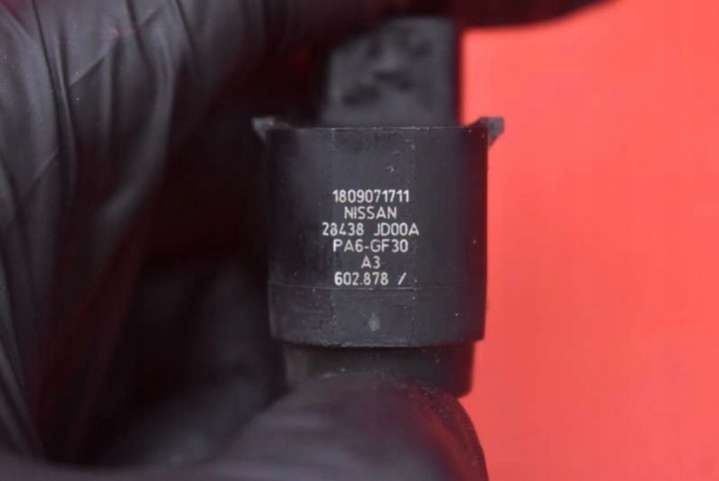 1809071711
NISSAN
28438 JD00A
PA6-GF30
A3
602.878 /